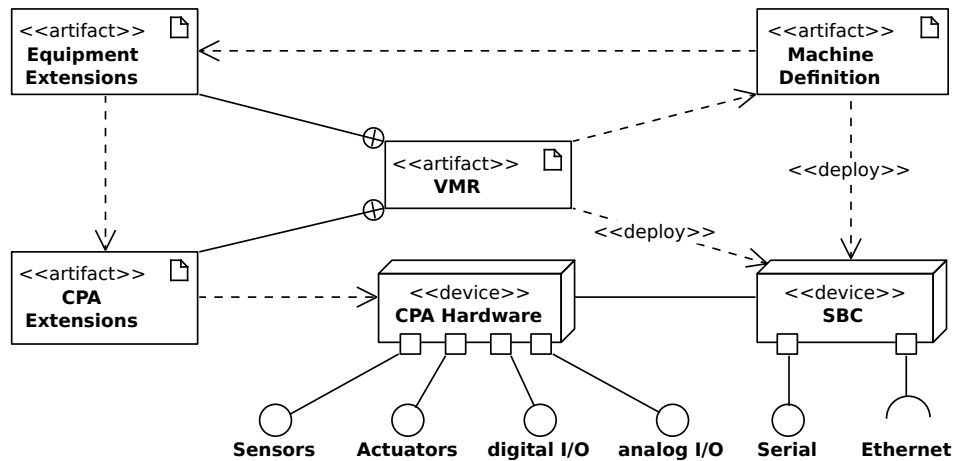 <<artifact>>
Equipment
Extensions
<<artifact>>
Machine
Definition
<<artifact>>
VMR
<<deploy>>
<<deploy>>
<<artifact>>
CPA
Extensions
<<device>>
CPA Hardware
<<device>>
SBC
Sensors
Actuators
digital I/O
analog I/O
Serial
Ethernet